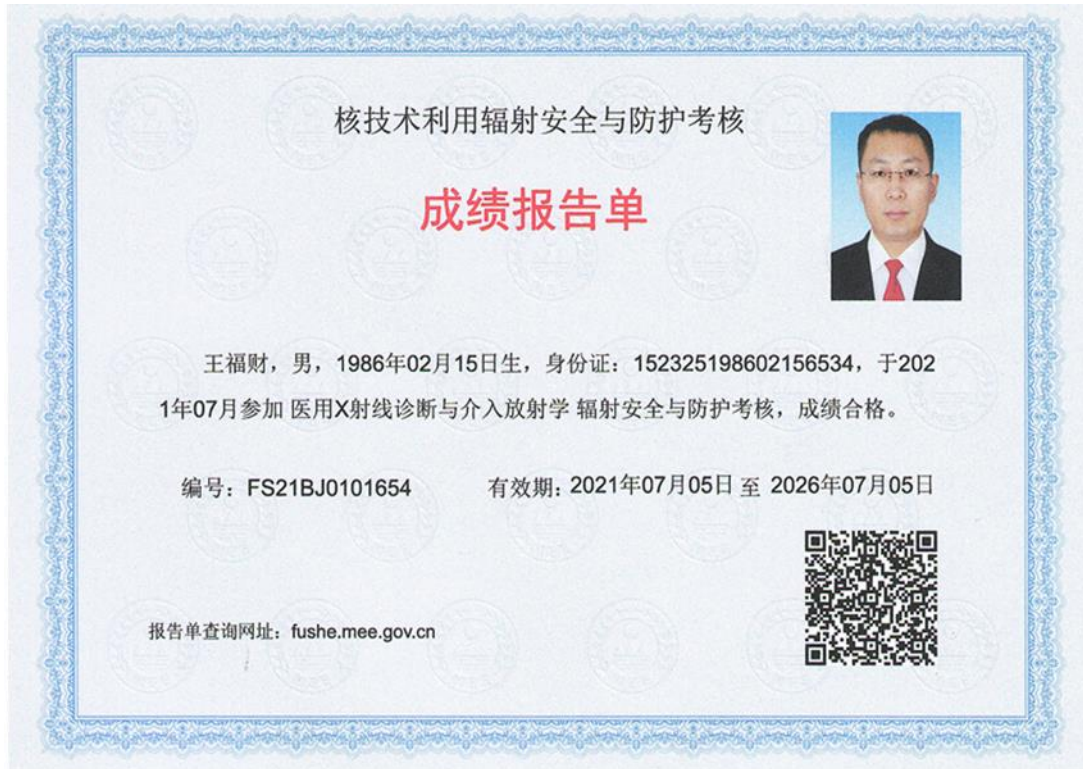 核技术利用辐射安全与防护考核
成绩报告单
王福财，男，1986年02月15日生，身份证：152325198602156534，于202
1年07月参加 医用X射线诊断与介入放射学 辐射安全与防护考核，成绩合格。
编号：FS21BJ0101654 有效期：2021年07月05日 至 2026年07月05日
报告单查询网址：fushe.mee.gov.cn